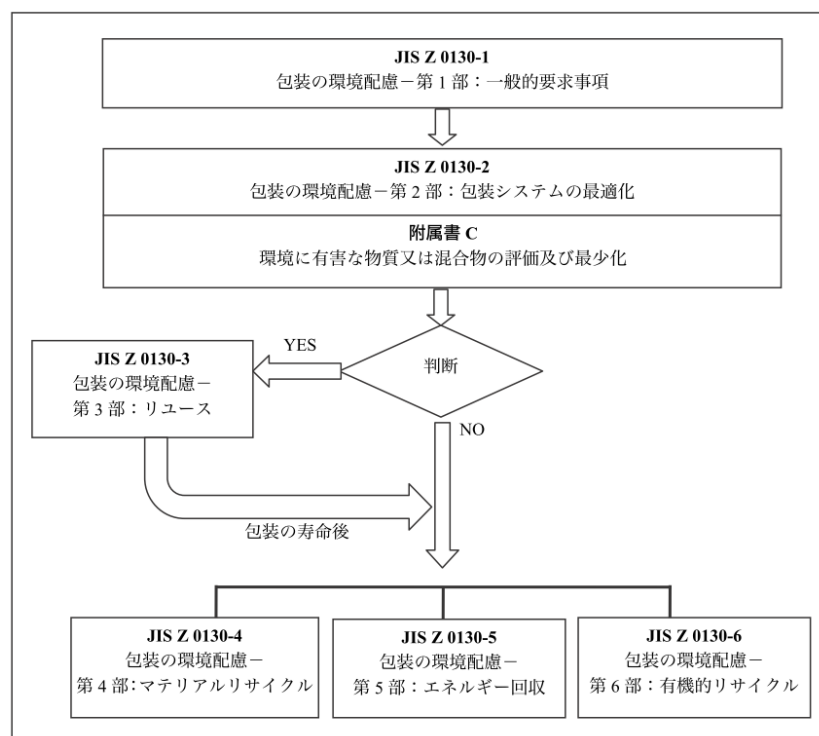 JIS Z 0130-1
包装の環境配慮－第 1 部：一般的要求事項
JIS Z 0130-2
包装の環境配慮－第 2 部：包装システムの最適化
附属書 C
環境に有害な物質又は混合物の評価及び最少化
YES
判断
JIS Z 0130-3
包装の環境配慮－
第 3 部：リユース
NO
包装の寿命後
JIS Z 0130-4
包装の環境配慮－
第 4 部：マテリアルリサイクル
JIS Z 0130-5
包装の環境配慮－
第 5 部：エネルギー回収
JIS Z 0130-6
包装の環境配慮－
第 6 部：有機的リサイクル